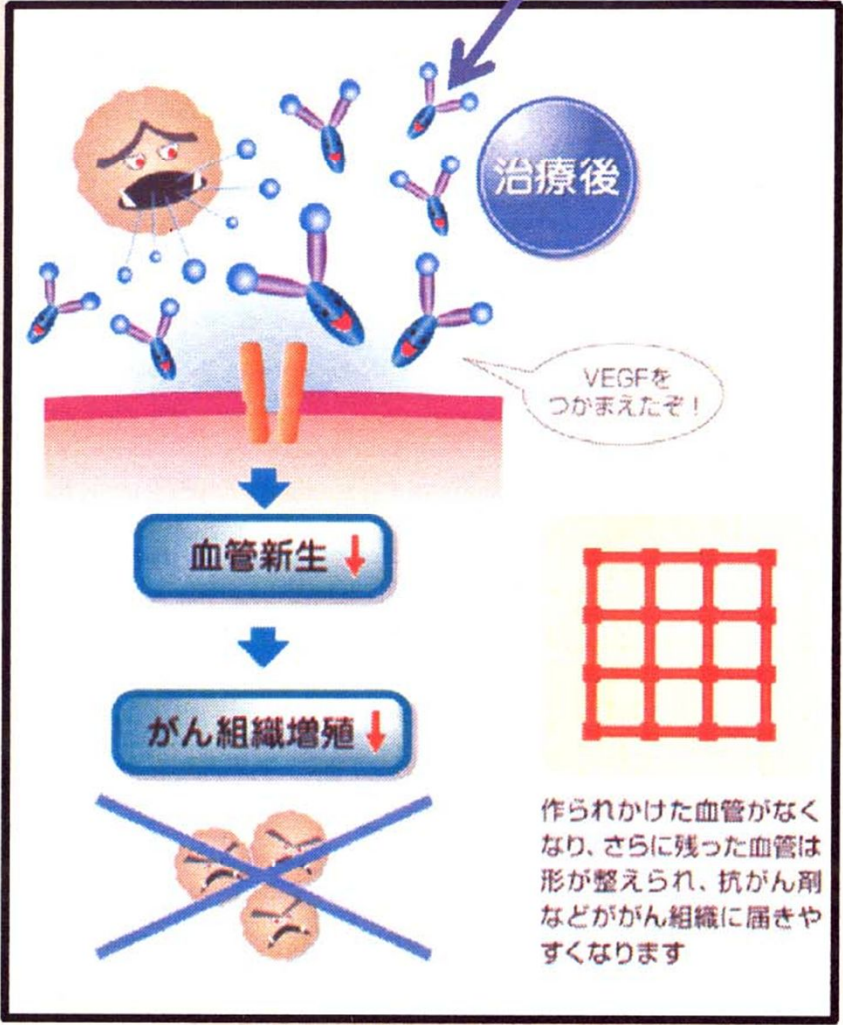 治療後
VEGFを
つかまえたぞ！
血管新生
がん組織増殖
作られかけた血管がなく
なり、さらに残った血管は
形が整えられ、抗がん剤
などががん組織に届きや
すくなります